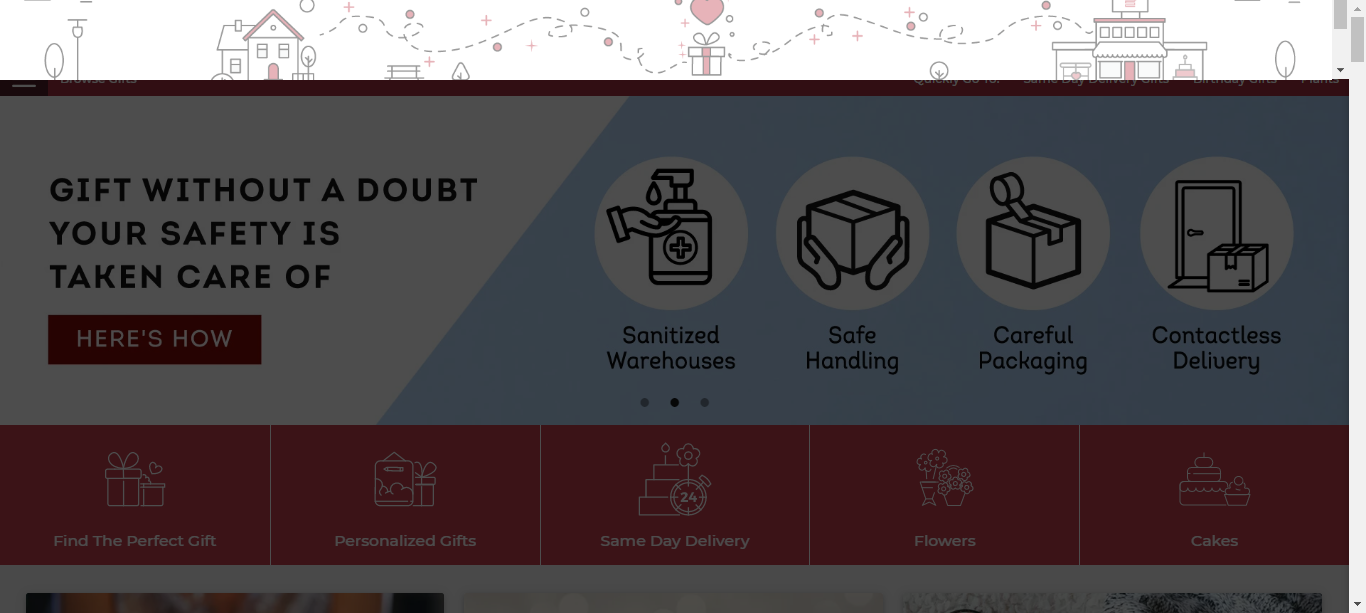 Browse Gifts
Quickly Go To: Same Day Delivery Gifts Birthday Gifts Plants
GIFT WITHOUT A DOUBT
YOUR SAFETY IS
TAKEN CARE OF
HERE'S HOW
Sanitized
Warehouses
Safe
Handling
Careful
Packaging
Contactless
Delivery
24
Find The Perfect Gift
Personalized Gifts
Same Day Delivery
Flowers
Cakes